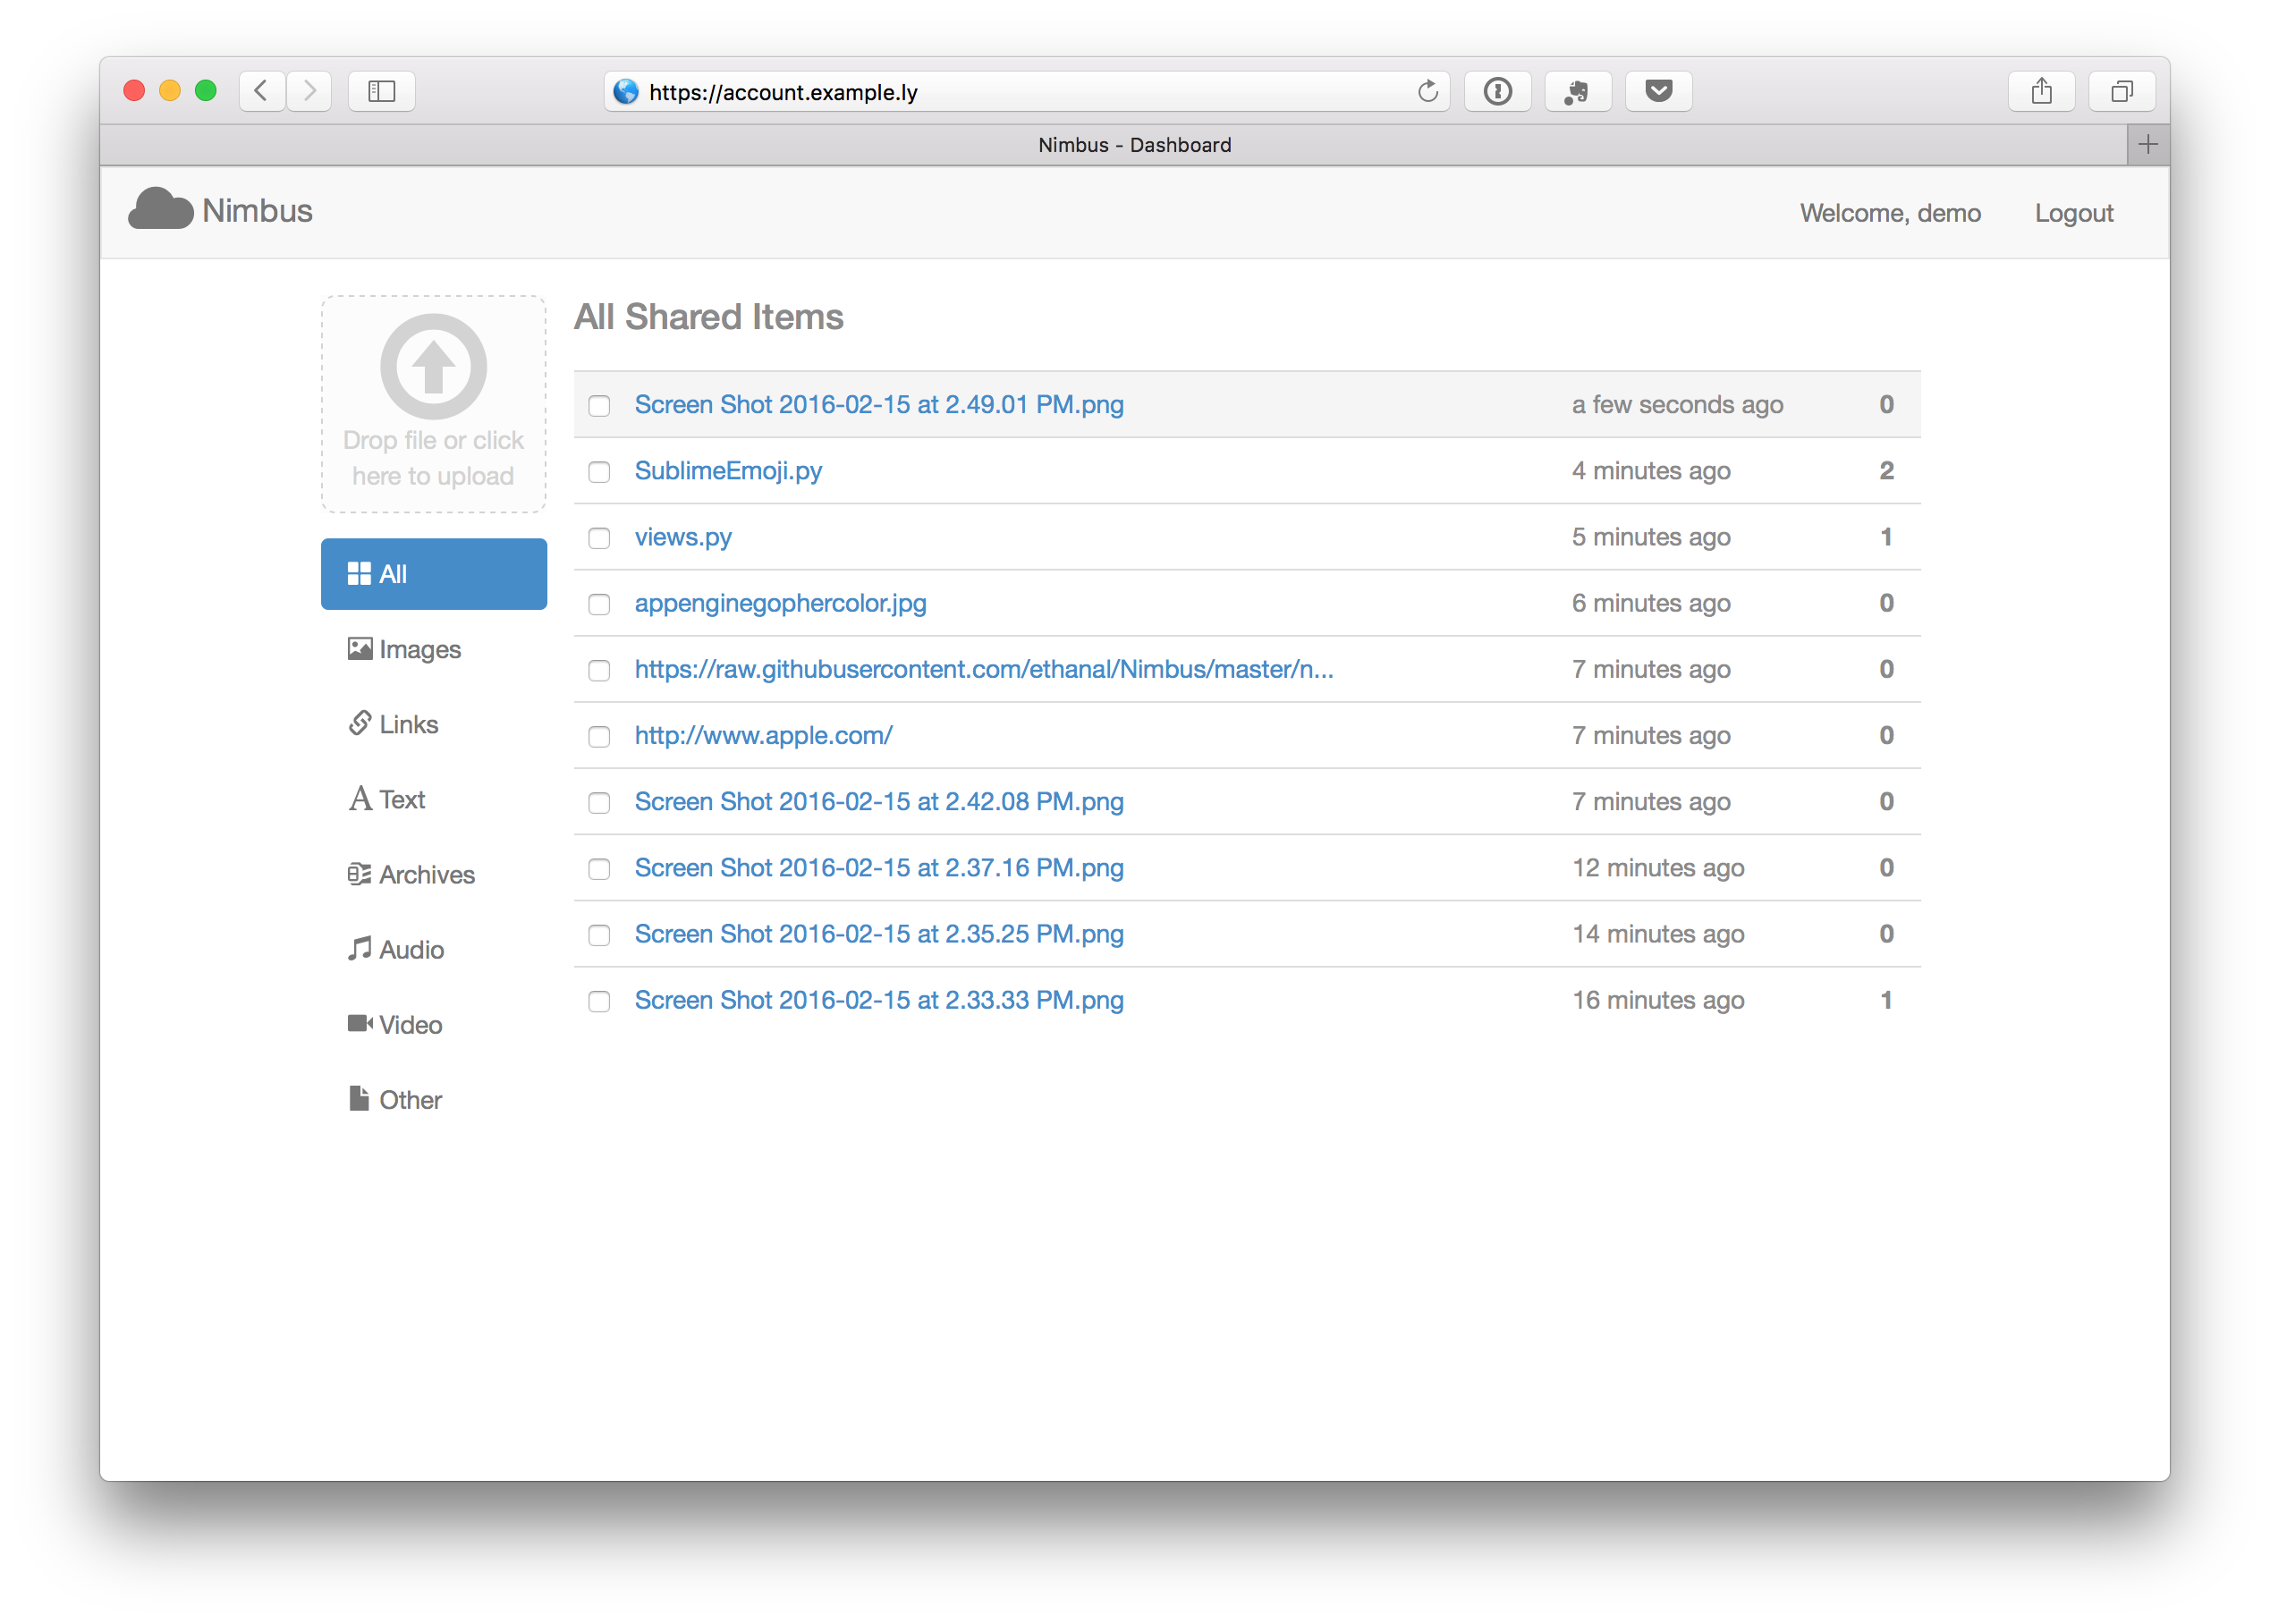 https://account.example.ly
Nimbus - Dashboard
Nimbus
Welcome, demo
Logout
Drop file or click
here to upload
All
Images
Links
Text
Archives
Audio
Video
Other
All Shared Items
Screen Shot 2016-02-15 at 2.49.01 PM.png a few seconds ago 0
SublimeEmoji.py 4 minutes ago 2
views.py 5 minutes ago 1
appenginegophercolor.jpg 6 minutes ago 0
https://raw.githubusercontent.com/ethanal/Nimbus/master/n... 7 minutes ago 0
http://www.apple.com/ 7 minutes ago 0
Screen Shot 2016-02-15 at 2.42.08 PM.png 7 minutes ago 0
Screen Shot 2016-02-15 at 2.37.16 PM.png 12 minutes ago 0
Screen Shot 2016-02-15 at 2.35.25 PM.png 14 minutes ago 0
Screen Shot 2016-02-15 at 2.33.33 PM.png 16 minutes ago 1